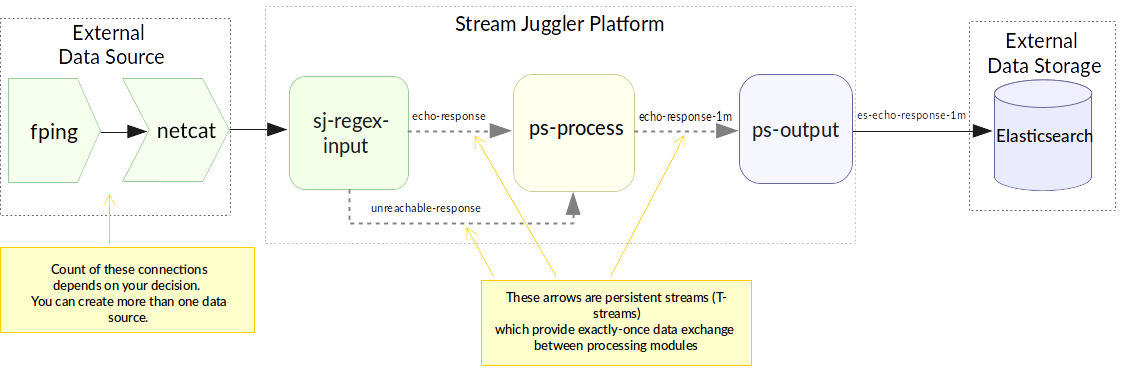 External
Data Source
fping
netcat
Count of these connections
depends on your decision.
You can create more than one data
source.
Stream Juggler Platform
sj-regex-
input
echo-response
unreachable-response
ps-process
echo-response-1m
ps-output
These arrows are persistent streams (T-
streams)
which provide exactly-once data exchange
between processing modules
es-echo-response-1m
External
Data Storage
Elasticsearch